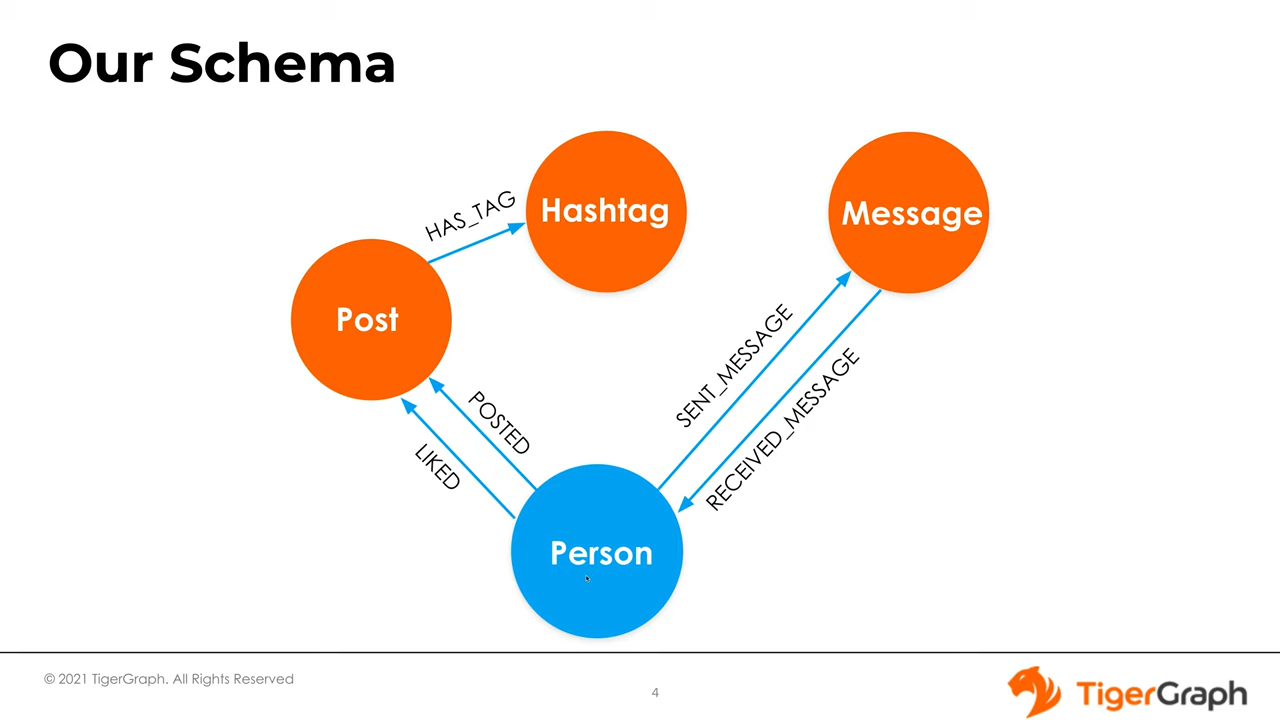 Our Schema
HAS_TAG
Hashtag
Message
Post
SENT_MESSAGE
RECEIVED_MESSAGE
POSTED
LIKED
Person
© 2021 TigerGraph. All Rights Reserved
4
TigerGraph